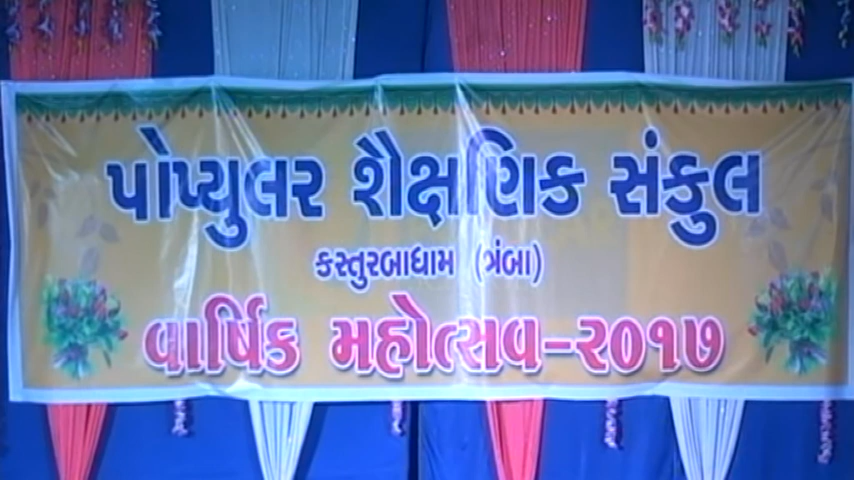 પોપ્યુલર શૈક્ષણિક સંકુલ
કસ્તુરબાધામ (ત્રંબા)
વાર્ષિક મહોત્સવ-૨૦૧૭